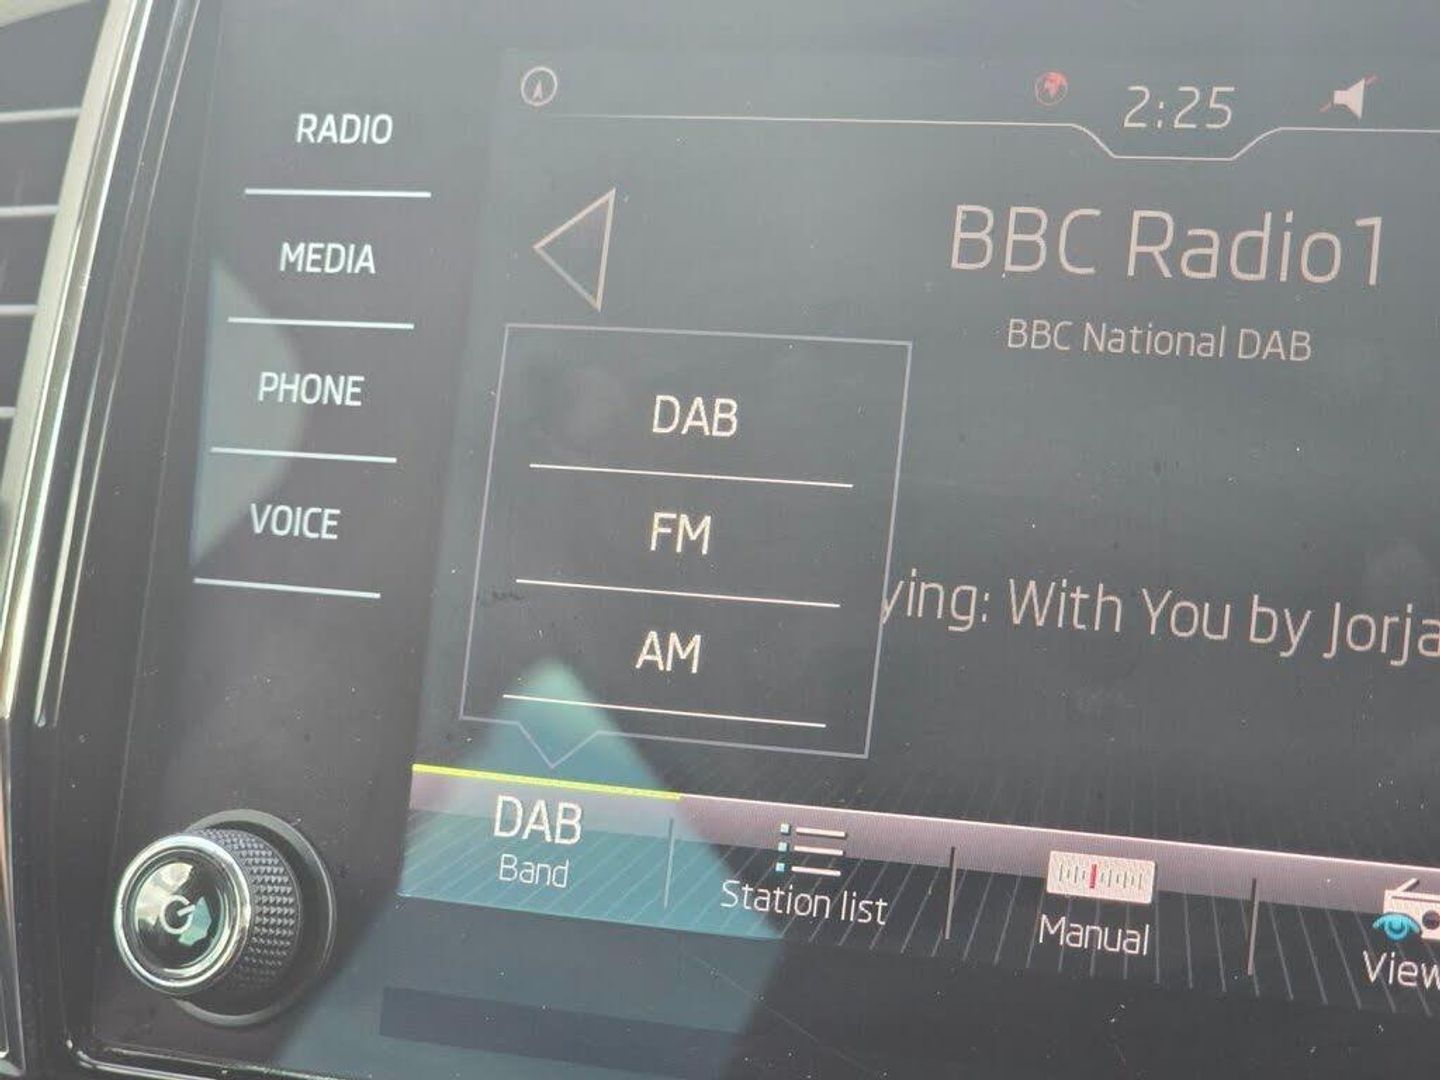 RADIO
MEDIA
PHONE
VOICE
2:25
BBC Radio1
BBC National DAB
DAB
FM
AM
ying: With You by Jorja
DAB
Band
Station list
Manual
View